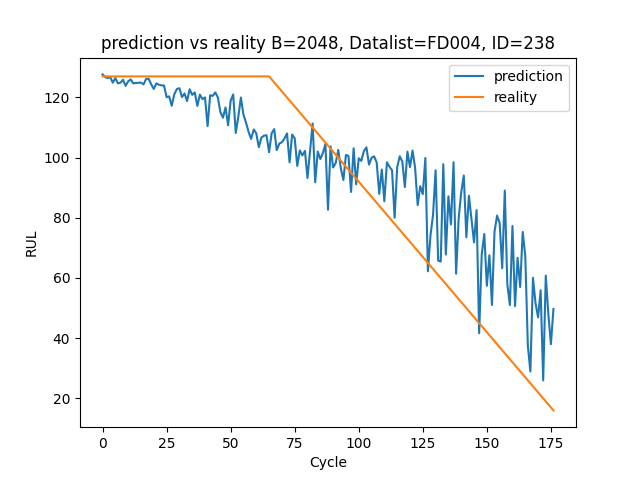 prediction vs reality B=2048, Datalist=FD004, ID=238
prediction
reality
RUL
120
100
80
60
40
20
0 25 50 75 100 125 150 175
Cycle